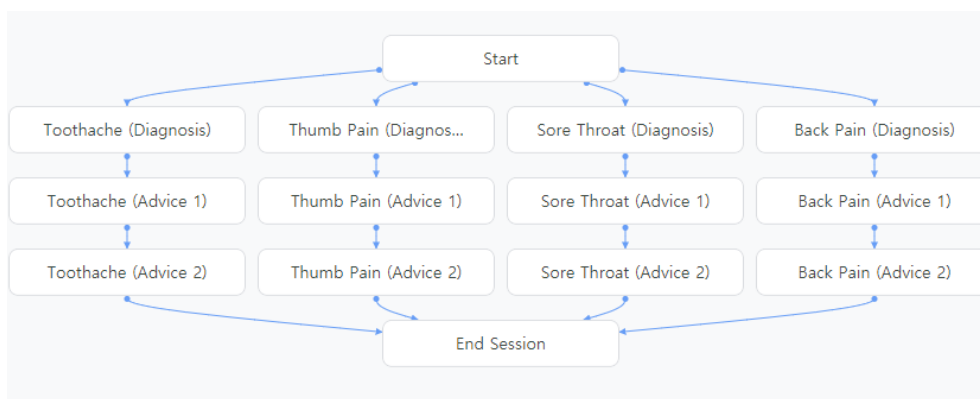 Start
Toothache (Diagnosis)
Thumb Pain (Diagnos...
Sore Throat (Diagnosis)
Back Pain (Diagnosis)
Toothache (Advice 1)
Thumb Pain (Advice 1)
Sore Throat (Advice 1)
Back Pain (Advice 1)
Toothache (Advice 2)
Thumb Pain (Advice 2)
Sore Throat (Advice 2)
Back Pain (Advice 2)
End Session